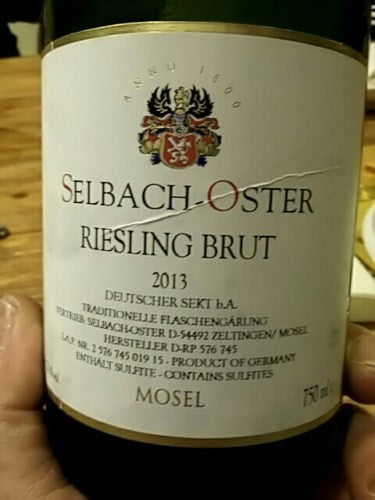 ANNO 1600
SELBACH-OSTER
RIESLING BRUT
2013
DEUTSCHER SEKT b.A.
TRADITIONELLE FLASCHENGÄRUNG
VERTRIEB: SELBACH-OSTER D-54492 ZELTINGEN/ MOSEL
HERSTELLER D-RP 576 745
L-A.P. NR. 2 576 745 019 15 - PRODUCT OF GERMANY
ENTHÄLT SULFITE - CONTAINS SULFITES
MOSEL
750 ml